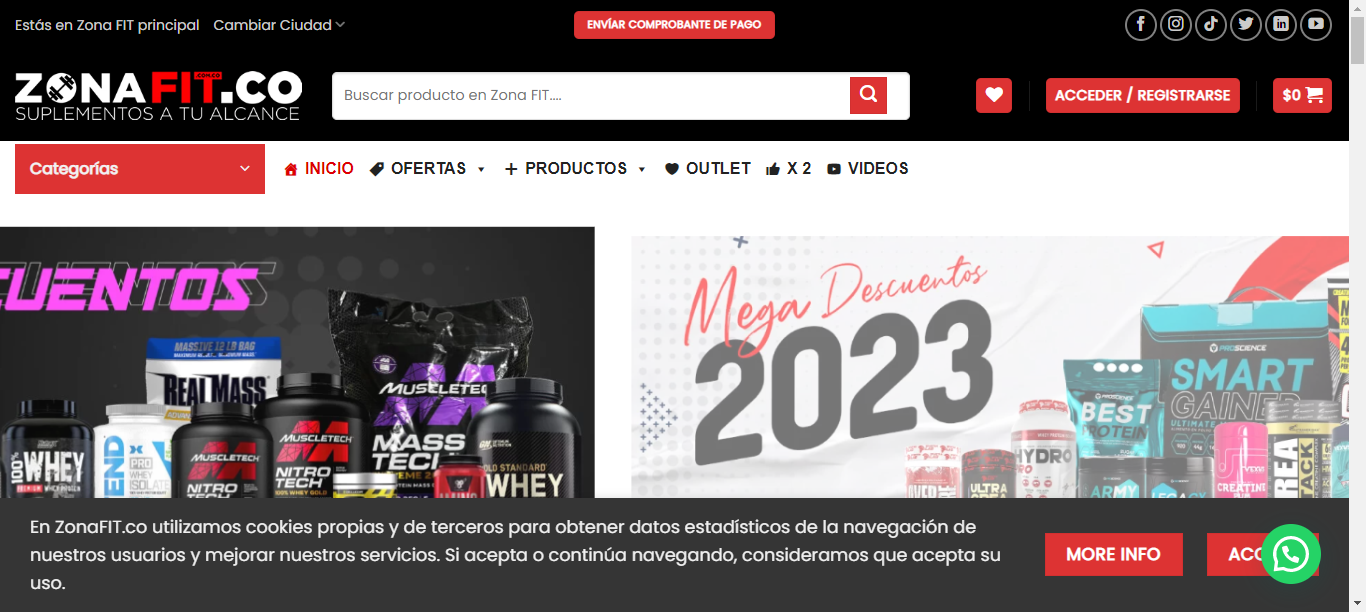 Estás en Zona FIT principal Cambiar Ciudad
ENVÍAR COMPROBANTE DE PAGO
ZONAFIT.CO
.COM.CO
SUPLEMENTOS A TU ALCANCE
Buscar producto en Zona FIT....
ACCEDER / REGISTRARSE
$0
Categorías
INICIO
OFERTAS
PRODUCTOS
OUTLET
X 2
VIDEOS
CUENTOS
MASSIVE 12 LB BAG
REAL MASS
100% WHEY
PRO
WHEY
ISOLATE
MUSCLETECH
NITRO
TECH
MUSCLETECH
NITRO
TECH
100% WHEY GOLD
MUSCLETECH
MASS
GOLD STANDARD
WHEY
Mega Descuentos
2023
PROSCIENCE
SMART
GAINER
BEST
PROTEIN
HYDRO
PRO
ULTRA
ARMY
LEGACY
CREATINE
CREA
STACK
En ZonaFIT.co utilizamos cookies propias y de terceros para obtener datos estadísticos de la navegación de
nuestros usuarios y mejorar nuestros servicios. Si acepta o continúa navegando, consideramos que acepta su
uso.
MORE INFO
ACC